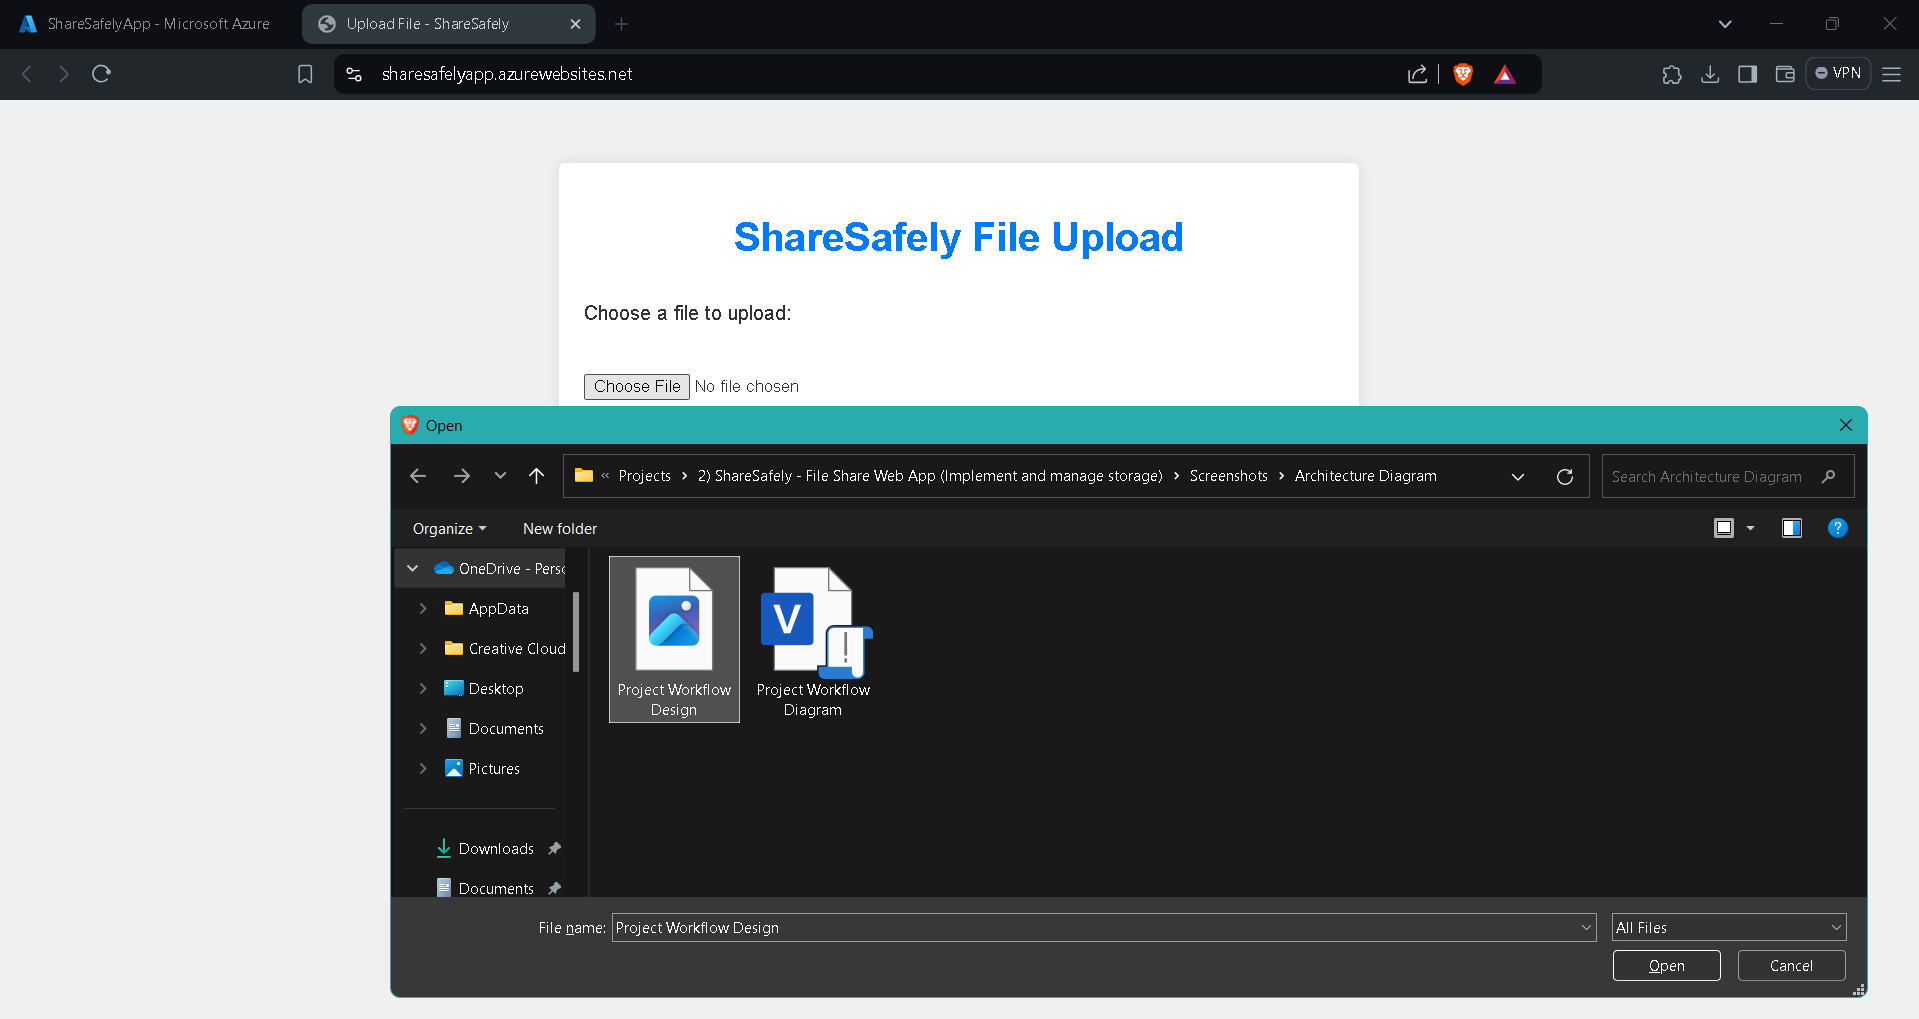 ShareSafelyApp - Microsoft Azure
Upload File - ShareSafely
sharesafelyapp.azurewebsites.net
VPN
ShareSafely File Upload
Choose a file to upload:
Choose File No file chosen
Open
« Projects > 2) ShareSafely - File Share Web App (Implement and manage storage) > Screenshots > Architecture Diagram
Search Architecture Diagram
Organize
New folder
OneDrive - Perso
AppData
Creative Cloud
Desktop
Documents
Pictures
Downloads
Documents
Project Workflow
Design
V
Project Workflow
Diagram
File name: Project Workflow Design
All Files
Open
Cancel